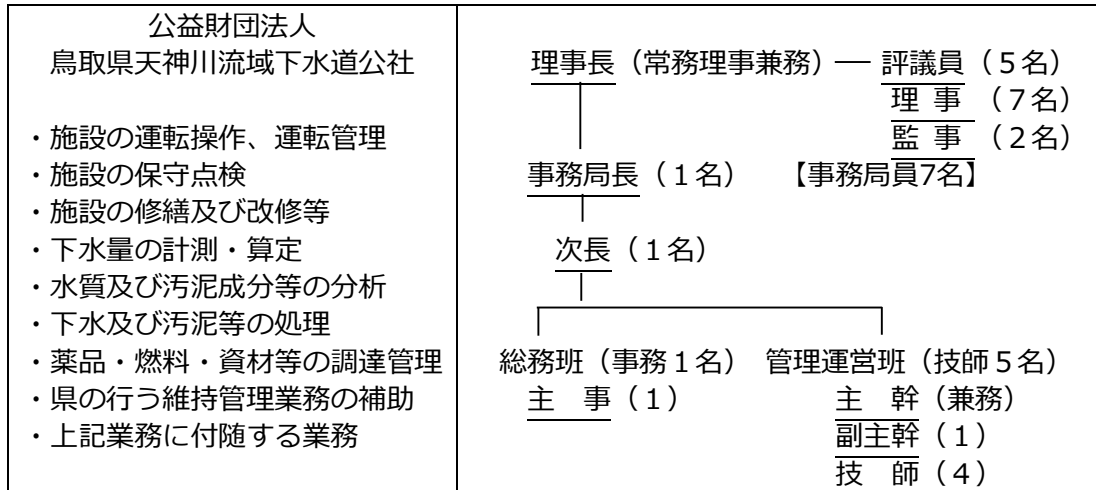 公益財団法人
鳥取県天神川流域下水道公社
・施設の運転操作、運転管理
・施設の保守点検
・施設の修繕及び改修等
・下水量の計測・算定
・水質及び汚泥成分等の分析
・下水及び汚泥等の処理
・薬品・燃料・資材等の調達管理
・県の行う維持管理業務の補助
・上記業務に付随する業務
理事長（常務理事兼務）― 評議員（５名）
理 事 （７名）
監 事 （２名）
事務局長（１名） 【事務局員7名】
次長（１名）
総務班（事務１名） 管理運営班（技師５名）
主 事（１） 主 幹（兼務）
副主幹（１）
技 師（４）